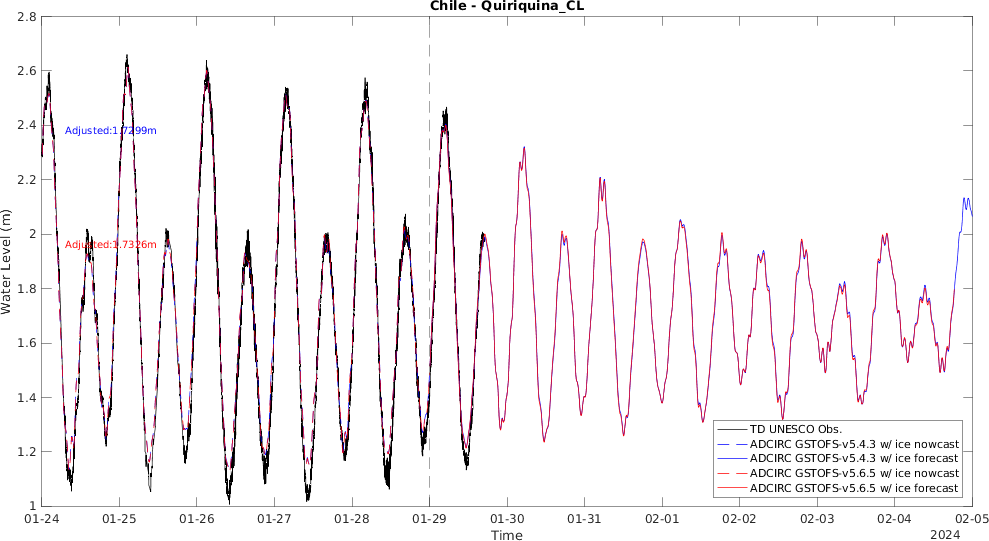 Chile - Quiriquina_CL
2.8
2.6
2.4
2.2
2
1.8
1.6
1.4
1.2
1
Water Level (m)
Adjusted:1.7299m
Adjusted:1.7326m
TD UNESCO Obs.
ADCIRC GSTOFS-v5.4.3 w/ ice nowcast
ADCIRC GSTOFS-v5.4.3 w/ ice forecast
ADCIRC GSTOFS-v5.6.5 w/ ice nowcast
ADCIRC GSTOFS-v5.6.5 w/ ice forecast
01-24 01-25 01-26 01-27 01-28 01-29 01-30 01-31 02-01 02-02 02-03 02-04 02-05
Time
2024